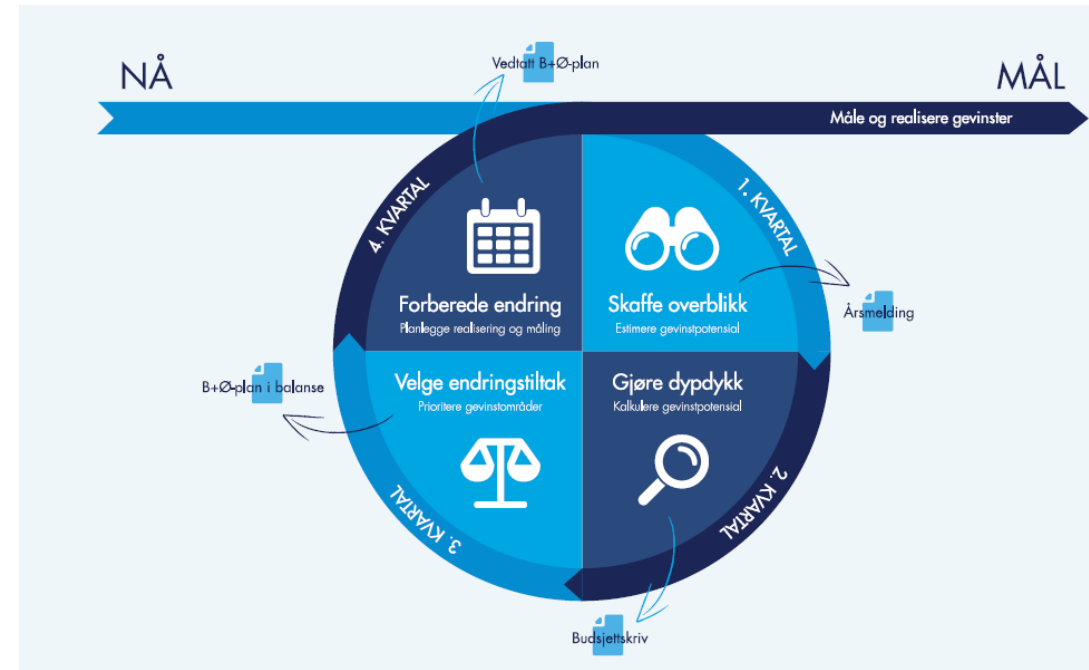 NÅ
Vedtatt B+Ø-plan
MÅL
Måle og realisere gevinster
4. KVARTAL
1. KVARTAL
Forberede endring
Planlegge realisering og måling
Skaffe overblikk
Estimere gevinstpotensial
Årsmelding
B+Ø-plan i balanse
Velge endringstiltak
Prioritere gevinstområder
Gjøre dypdykk
Kalkulere gevinstpotensial
3. KVARTAL
2. KVARTAL
Budsjettskriv